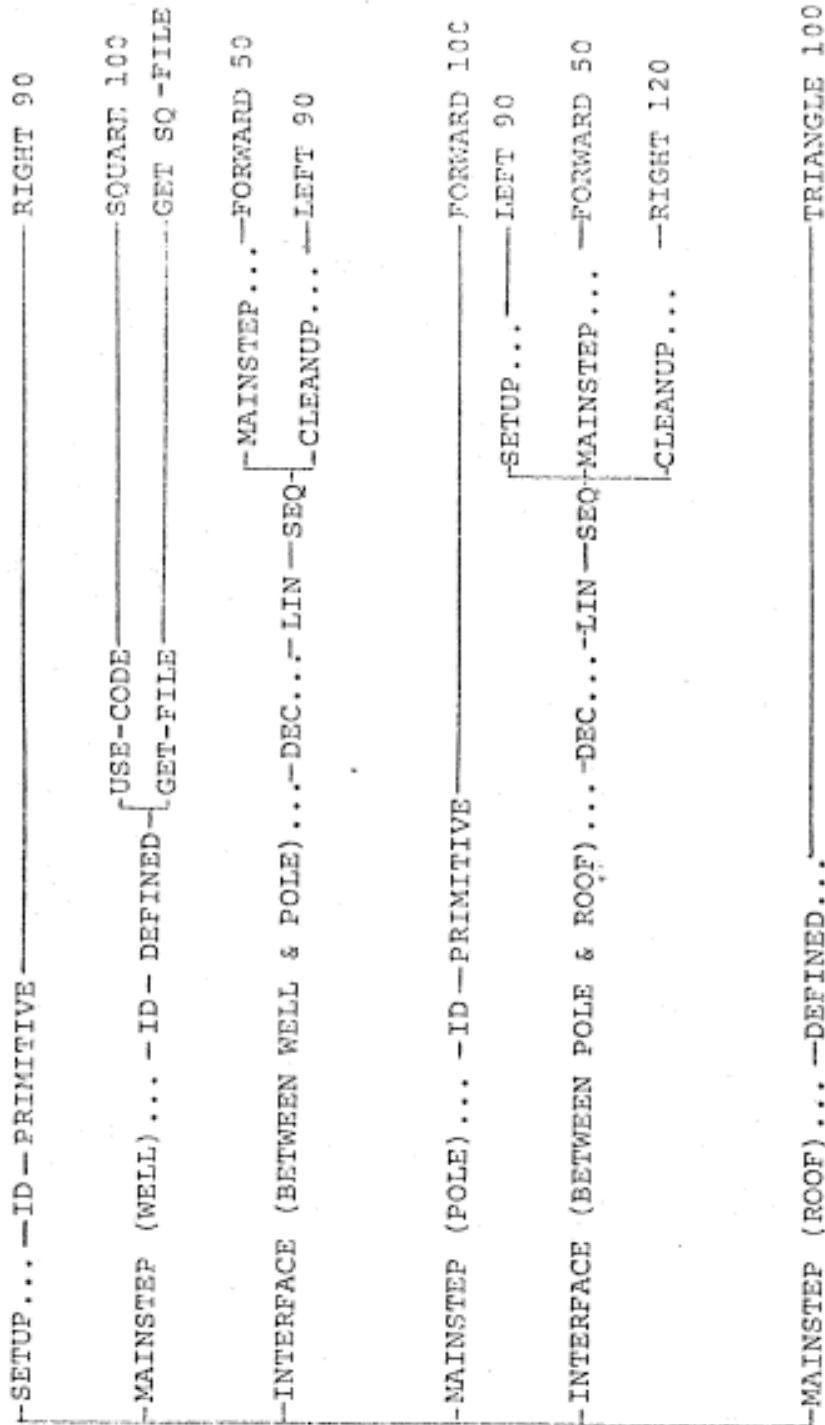 SETUP... —ID—PRIMITIVE—RIGHT 90
USE-CODE—SQUARE 100
MAINSTEP (WELL)... —ID— DEFINED
GET-FILE—GET SQ-FILE
MAINSTEP...—FORWARD 50
INTERFACE (BETWEEN WELL & POLE)...—DEC...— LIN —SEQ
CLEANUP... —LEFT 90
MAINSTEP (POLE)... —ID—PRIMITIVE—FORWARD 100
SETUP...—LEFT 90
INTERFACE (BETWEEN POLE & ROOF)... -DEC...-LIN —SEQ MAINSTEP... —FORWARD 50
CLEANUP... —RIGHT 120
MAINSTEP (ROOF)... —DEFINED...—TRIANGLE 100